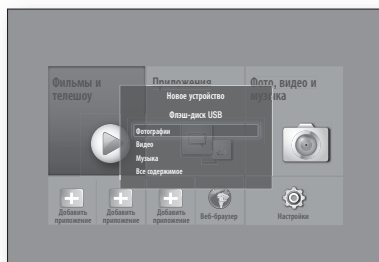 Фильмы и
телешоу
Приложения
Фото, видео и
музыка
Новое устройство
Флэш-диск USB
Фотографии
Видео
Музыка
Все содержимое
Добавить
приложение
Добавить
приложение
Добавить
приложение
Веб-браузер
Настройки